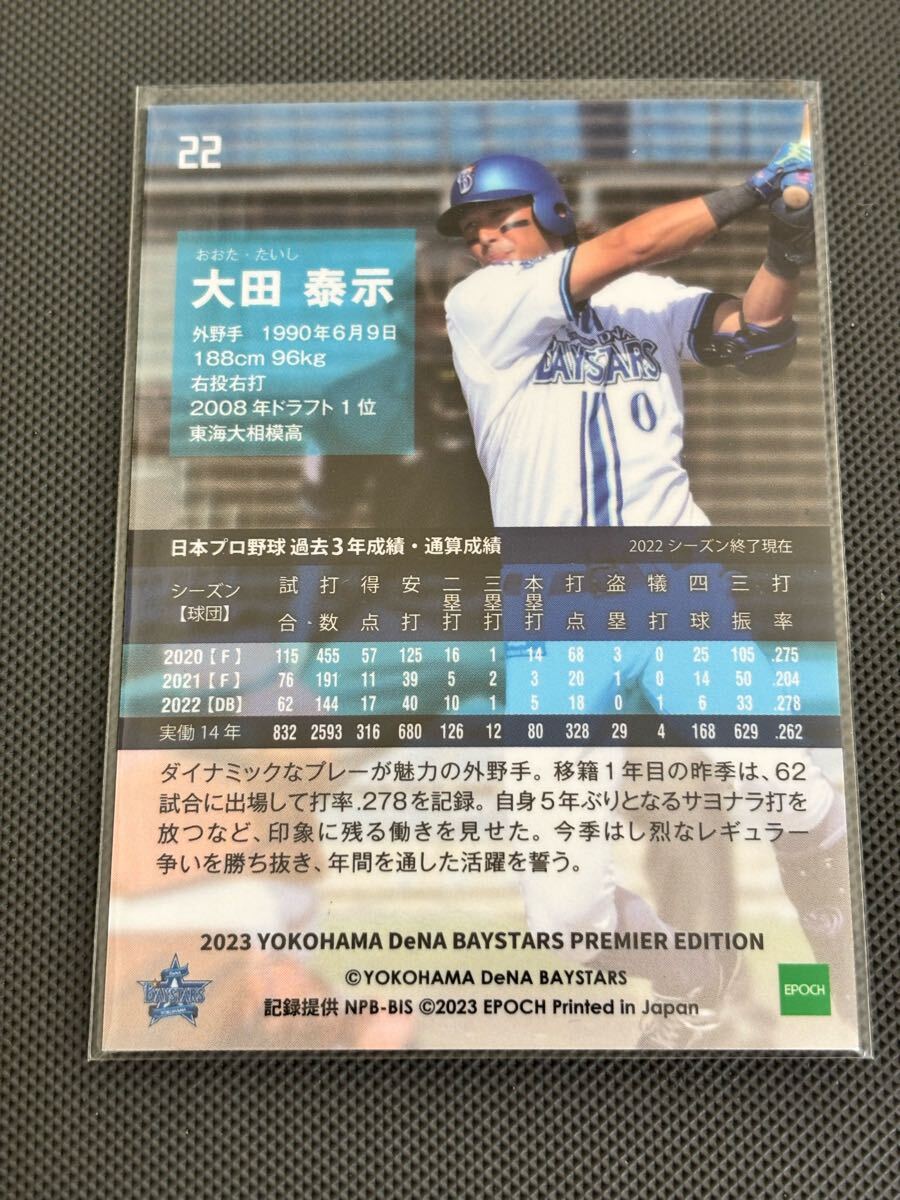 22
おおた・たいし
大田 泰示
外野手 1990年6月9日
188cm 96kg
右投右打
2008年ドラフト1位
東海大相模高
DeNA
BAYSTARS
0
日本プロ野球 過去3年成績・通算成績 2022 シーズン終了現在
シーズン【球団】 試合 打数 得点 安打 二塁打 三塁打 本塁打 打点 盗塁 犠打 四球 三振 打率
2020【F】 115 455 57 125 16 1 14 68 3 0 25 105 .275
2021【F】 76 191 11 39 5 2 3 20 1 0 14 50 .204
2022【DB】 62 144 17 40 10 1 5 18 0 1 6 33 .278
実働14年 832 2593 316 680 126 12 80 328 29 4 168 629 .262
ダイナミックなプレーが魅力の外野手。移籍1年目の昨季は、62
試合に出場して打率.278を記録。自身5年ぶりとなるサヨナラ打を
放つなど、印象に残る働きを見せた。今季はし烈なレギュラー
争いを勝ち抜き、年間を通した活躍を誓う。
2023 YOKOHAMA DeNA BAYSTARS PREMIER EDITION
©YOKOHAMA DeNA BAYSTARS
記録提供 NPB-BIS ©2023 EPOCH Printed in Japan
DeNA
BAYSTARS
YOKOHAMA
EPOCH